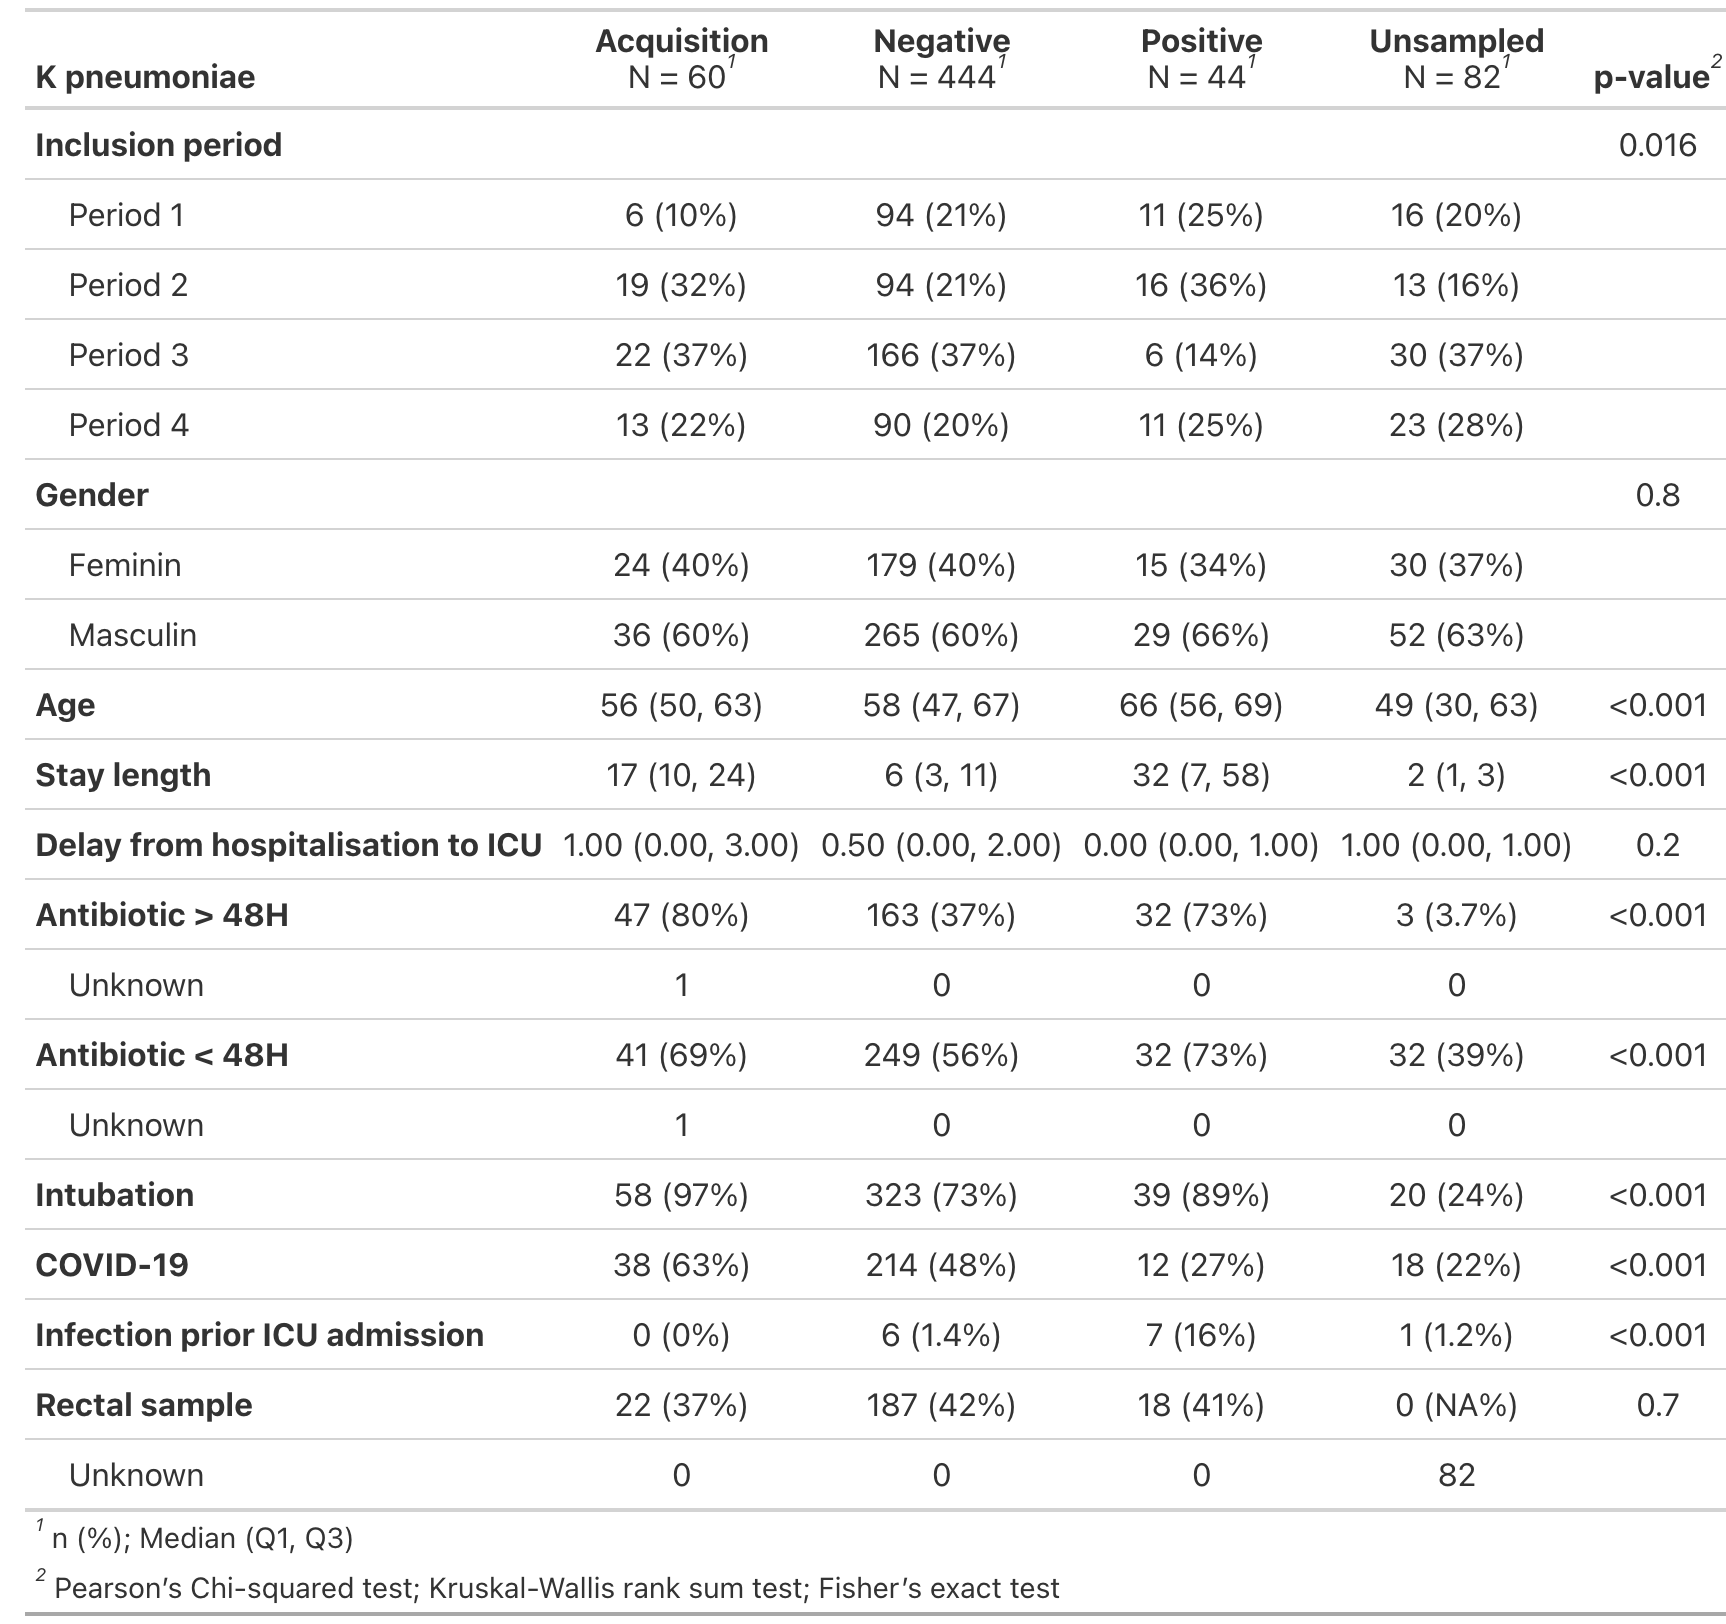 K pneumoniae Acquisition N = 60¹ Negative N = 444¹ Positive N = 44¹ Unsampled N = 82¹ p-value²
Inclusion period 0.016
Period 1 6 (10%) 94 (21%) 11 (25%) 16 (20%)
Period 2 19 (32%) 94 (21%) 16 (36%) 13 (16%)
Period 3 22 (37%) 166 (37%) 6 (14%) 30 (37%)
Period 4 13 (22%) 90 (20%) 11 (25%) 23 (28%)
Gender 0.8
Feminin 24 (40%) 179 (40%) 15 (34%) 30 (37%)
Masculin 36 (60%) 265 (60%) 29 (66%) 52 (63%)
Age 56 (50, 63) 58 (47, 67) 66 (56, 69) 49 (30, 63) <0.001
Stay length 17 (10, 24) 6 (3, 11) 32 (7, 58) 2 (1, 3) <0.001
Delay from hospitalisation to ICU 1.00 (0.00, 3.00) 0.50 (0.00, 2.00) 0.00 (0.00, 1.00) 1.00 (0.00, 1.00) 0.2
Antibiotic > 48H 47 (80%) 163 (37%) 32 (73%) 3 (3.7%) <0.001
Unknown 1 0 0 0
Antibiotic < 48H 41 (69%) 249 (56%) 32 (73%) 32 (39%) <0.001
Unknown 1 0 0 0
Intubation 58 (97%) 323 (73%) 39 (89%) 20 (24%) <0.001
COVID-19 38 (63%) 214 (48%) 12 (27%) 18 (22%) <0.001
Infection prior ICU admission 0 (0%) 6 (1.4%) 7 (16%) 1 (1.2%) <0.001
Rectal sample 22 (37%) 187 (42%) 18 (41%) 0 (NA%) 0.7
Unknown 0 0 0 82
¹ n (%); Median (Q1, Q3)
² Pearson's Chi-squared test; Kruskal-Wallis rank sum test; Fisher's exact test